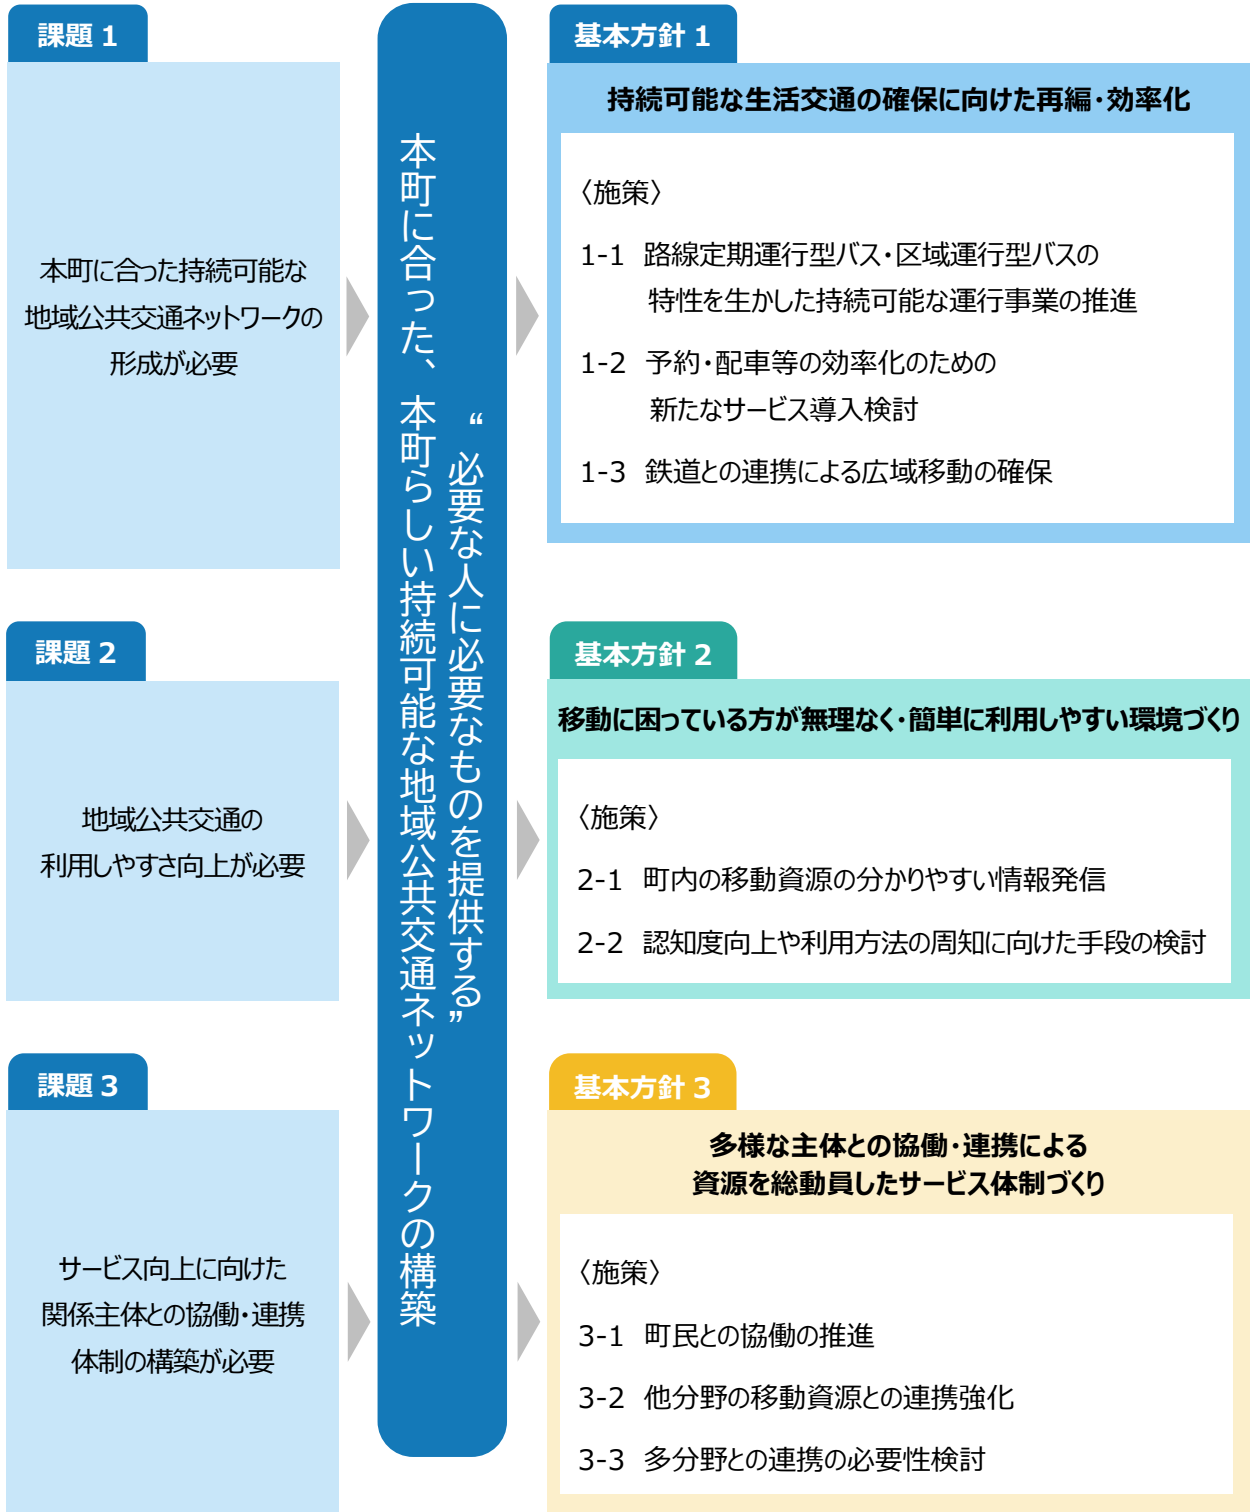 課題 1
本町に合った持続可能な
地域公共交通ネットワークの
形成が必要
課題 2
地域公共交通の
利用しやすさ向上が必要
課題 3
サービス向上に向けた
関係主体との協働・連携
体制の構築が必要
“必要な人に必要なものを提供する”
本町に合った、本町らしい持続可能な地域公共交通ネットワークの構築
基本方針 1
持続可能な生活交通の確保に向けた再編・効率化
〈施策〉
1-1 路線定期運行型バス・区域運行型バスの
特性を生かした持続可能な運行事業の推進
1-2 予約・配車等の効率化のための
新たなサービス導入検討
1-3 鉄道との連携による広域移動の確保
基本方針 2
移動に困っている方が無理なく・簡単に利用しやすい環境づくり
〈施策〉
2-1 町内の移動資源の分かりやすい情報発信
2-2 認知度向上や利用方法の周知に向けた手段の検討
基本方針 3
多様な主体との協働・連携による
資源を総動員したサービス体制づくり
〈施策〉
3-1 町民との協働の推進
3-2 他分野の移動資源との連携強化
3-3 多分野との連携の必要性検討